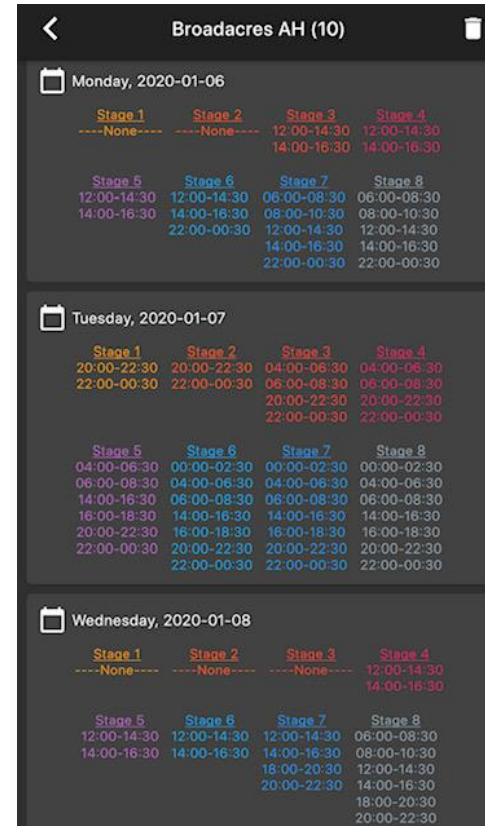 Broadacres AH (10)
Monday, 2020-01-06
Stage 1 Stage 2 Stage 3 Stage 4
----None---- ----None---- 12:00-14:30 12:00-14:30
14:00-16:30 14:00-16:30
Stage 5 Stage 6 Stage 7 Stage 8
12:00-14:30 12:00-14:30 06:00-08:30 06:00-08:30
14:00-16:30 14:00-16:30 08:00-10:30 08:00-10:30
22:00-00:30 12:00-14:30 12:00-14:30
14:00-16:30 14:00-16:30
22:00-00:30 22:00-00:30
Tuesday, 2020-01-07
Stage 1 Stage 2 Stage 3 Stage 4
20:00-22:30 20:00-22:30 04:00-06:30 04:00-06:30
22:00-00:30 22:00-00:30 06:00-08:30 06:00-08:30
20:00-22:30 20:00-22:30
22:00-00:30 22:00-00:30
Stage 5 Stage 6 Stage 7 Stage 8
04:00-06:30 00:00-02:30 00:00-02:30 00:00-02:30
06:00-08:30 04:00-06:30 04:00-06:30 04:00-06:30
14:00-16:30 06:00-08:30 06:00-08:30 06:00-08:30
16:00-18:30 14:00-16:30 14:00-16:30 14:00-16:30
20:00-22:30 16:00-18:30 16:00-18:30 16:00-18:30
22:00-00:30 20:00-22:30 20:00-22:30 20:00-22:30
22:00-00:30 22:00-00:30 22:00-00:30
Wednesday, 2020-01-08
Stage 1 Stage 2 Stage 3 Stage 4
----None---- ----None---- ----None---- 12:00-14:30
14:00-16:30
Stage 5 Stage 6 Stage 7 Stage 8
12:00-14:30 12:00-14:30 12:00-14:30 06:00-08:30
14:00-16:30 14:00-16:30 14:00-16:30 08:00-10:30
18:00-20:30 12:00-14:30
20:00-22:30 14:00-16:30
18:00-20:30
20:00-22:30